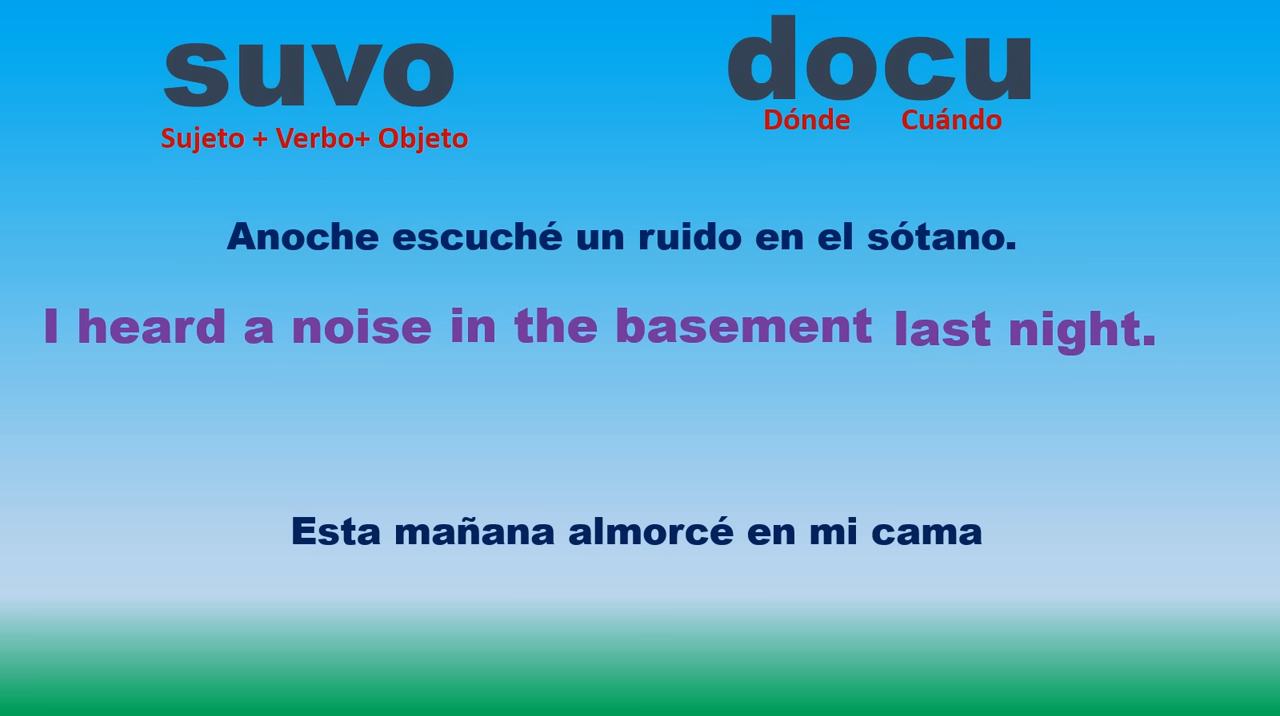 suvo docu
Sujeto + Verbo+ Objeto Dónde Cuándo
Anoche escuché un ruido en el sótano.
I heard a noise in the basement last night.
Esta mañana almorcé en mi cama